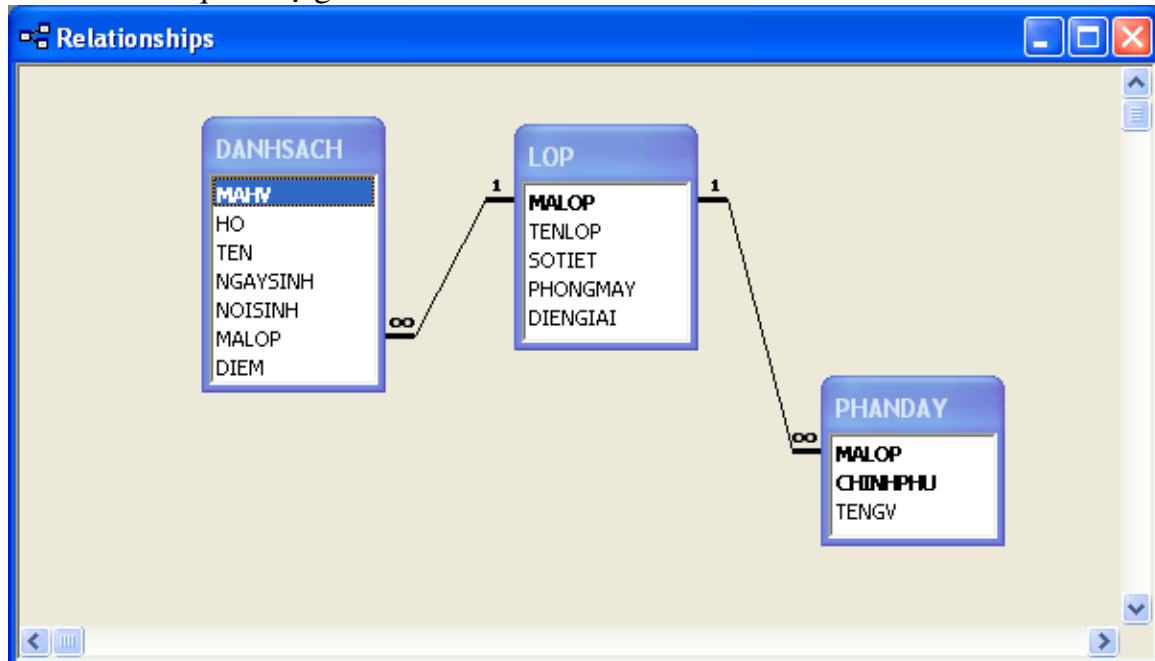 Relationships
DANHSACH
MAHV
HO
TEN
NGAYSINH
NOISINH
MALOP
DIEM
1
∞
LOP
MALOP
TENLOP
SOTIET
PHONGMAY
DIENGIAI
1
∞
PHANDAY
MALOP
CHINHPHU
TENGV